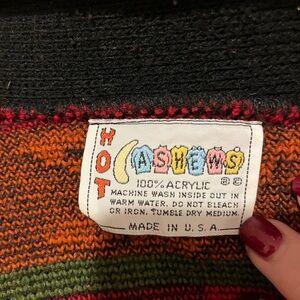 HOT CASHEWS
100% ACRYLIC ® ©
MACHINE WASH INSIDE OUT IN
WARM WATER. DO NOT BLEACH
OR IRON. TUMBLE DRY MEDIUM.
MADE IN U.S.A.